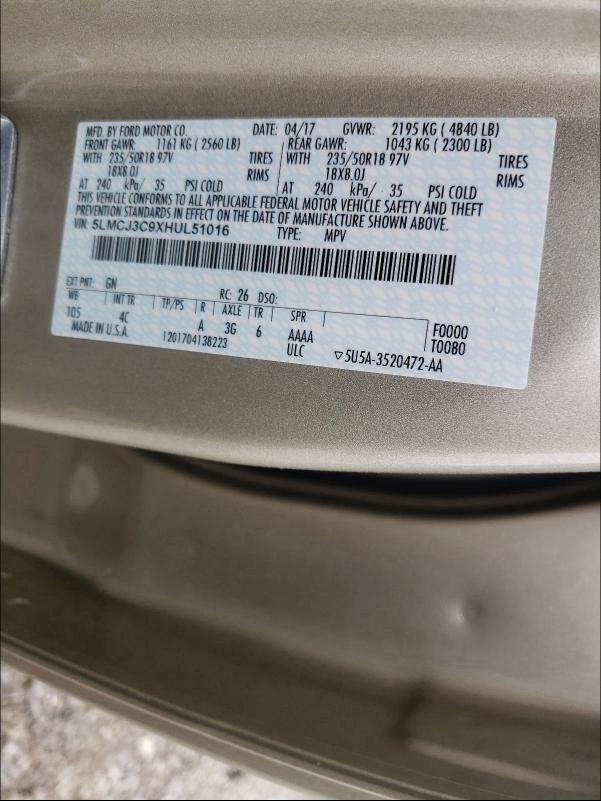 MFD. BY FORD MOTOR CO. DATE: 04/17 GVWR: 2195 KG ( 4840 LB)
FRONT GAWR: 1161 KG ( 2560 LB) REAR GAWR: 1043 KG ( 2300 LB)
WITH 235/50R18 97V TIRES WITH 235/50R18 97V TIRES
18X8.0J RIMS 18X8.0J RIMS
AT 240 kPa/ 35 PSI COLD AT 240 kPa/ 35 PSI COLD
THIS VEHICLE CONFORMS TO ALL APPLICABLE FEDERAL MOTOR VEHICLE SAFETY AND THEFT
PREVENTION STANDARDS IN EFFECT ON THE DATE OF MANUFACTURE SHOWN ABOVE.
VIN: 5LMCJ3C9XHUL51016 TYPE: MPV
EXT PNT: GN RC: 26 DSO:
WB INT TR TP/PS R AXLE TR SPR
105 4C A 3G 6 AAAA F0000
MADE IN U.S.A. 1201704138223 ULC ▽5U5A-3520472-AA T0080